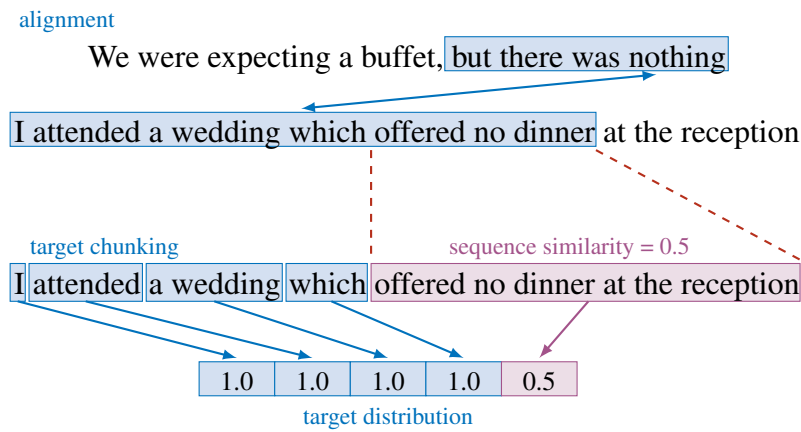 alignment
We were expecting a buffet, but there was nothing
I attended a wedding which offered no dinner at the reception
target chunking
sequence similarity = 0.5
I attended a wedding which offered no dinner at the reception
1.0 1.0 1.0 1.0 0.5
target distribution